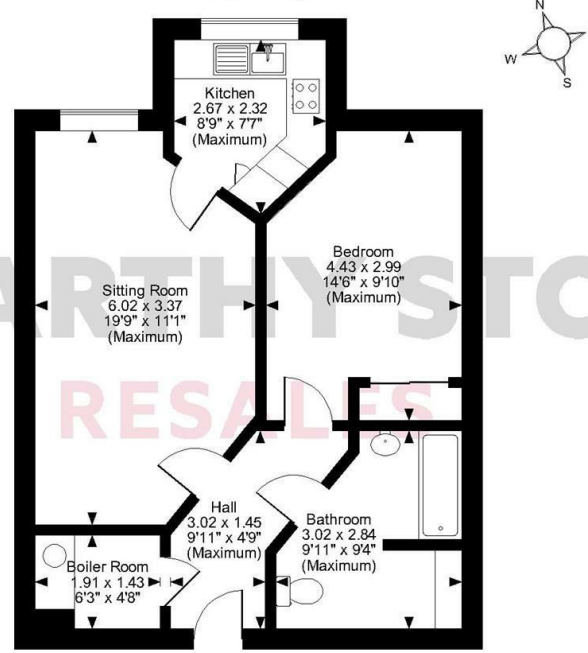 N
W
S
Kitchen
2.67 x 2.32
8'9" x 7'7"
(Maximum)
Bedroom
4.43 x 2.99
14'6" x 9'10"
(Maximum)
Sitting Room
6.02 x 3.37
19'9" x 11'1"
(Maximum)
ARTHY STO
RESALES
Hall
3.02 x 1.45
9'11" x 4'9"
(Maximum)
Bathroom
3.02 x 2.84
9'11" x 9'4"
(Maximum)
Boiler Room
1.91 x 1.43
6'3" x 4'8"